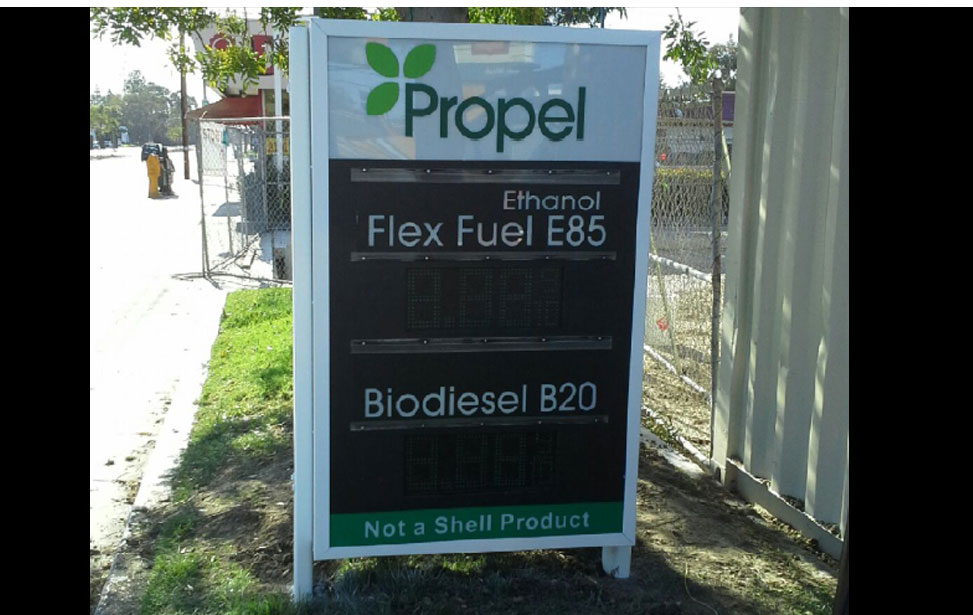 Propel
Ethanol
Flex Fuel E85
Biodiesel B20
Not a Shell Product